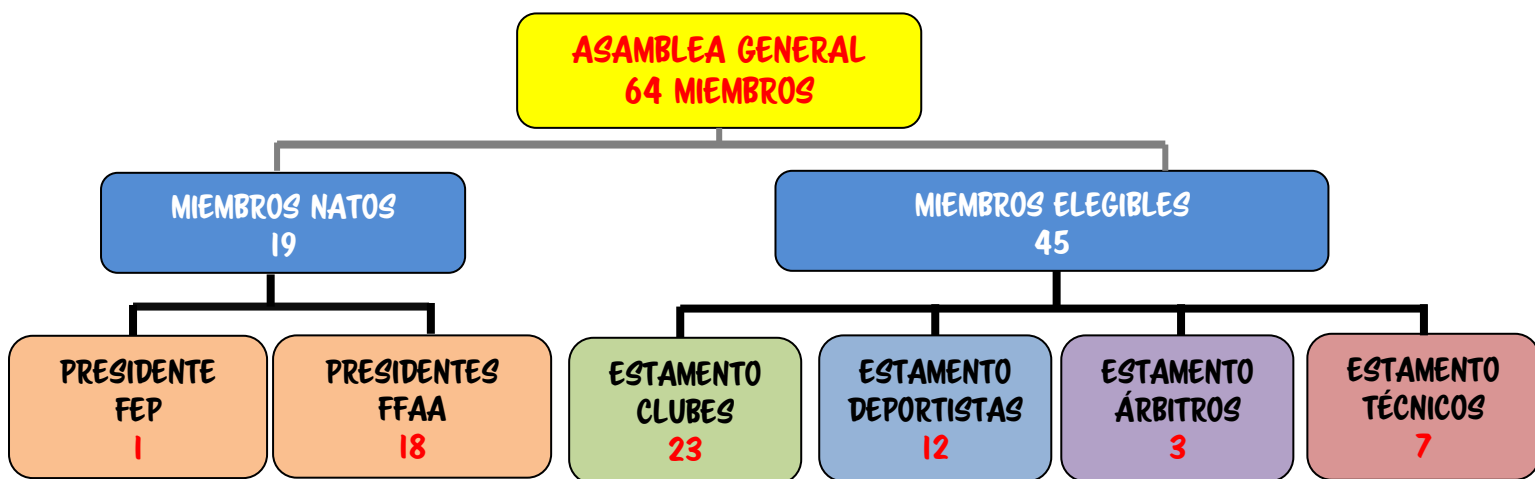 ASAMBLEA GENERAL
64 MIEMBROS
MIEMBROS NATOS
19
MIEMBROS ELEGIBLES
45
PRESIDENTE
FEP
1
PRESIDENTES
FFAA
18
ESTAMENTO
CLUBES
23
ESTAMENTO
DEPORTISTAS
12
ESTAMENTO
ÁRBITROS
3
ESTAMENTO
TÉCNICOS
7